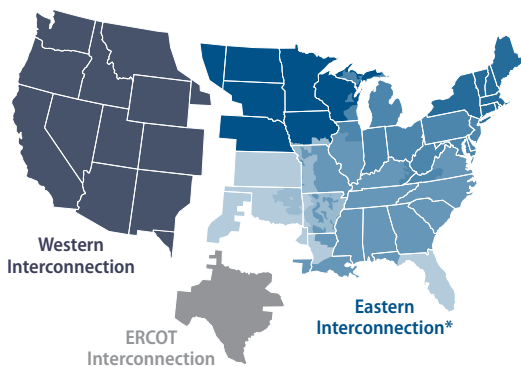 Western
Interconnection
ERCOT
Interconnection
Eastern
Interconnection*